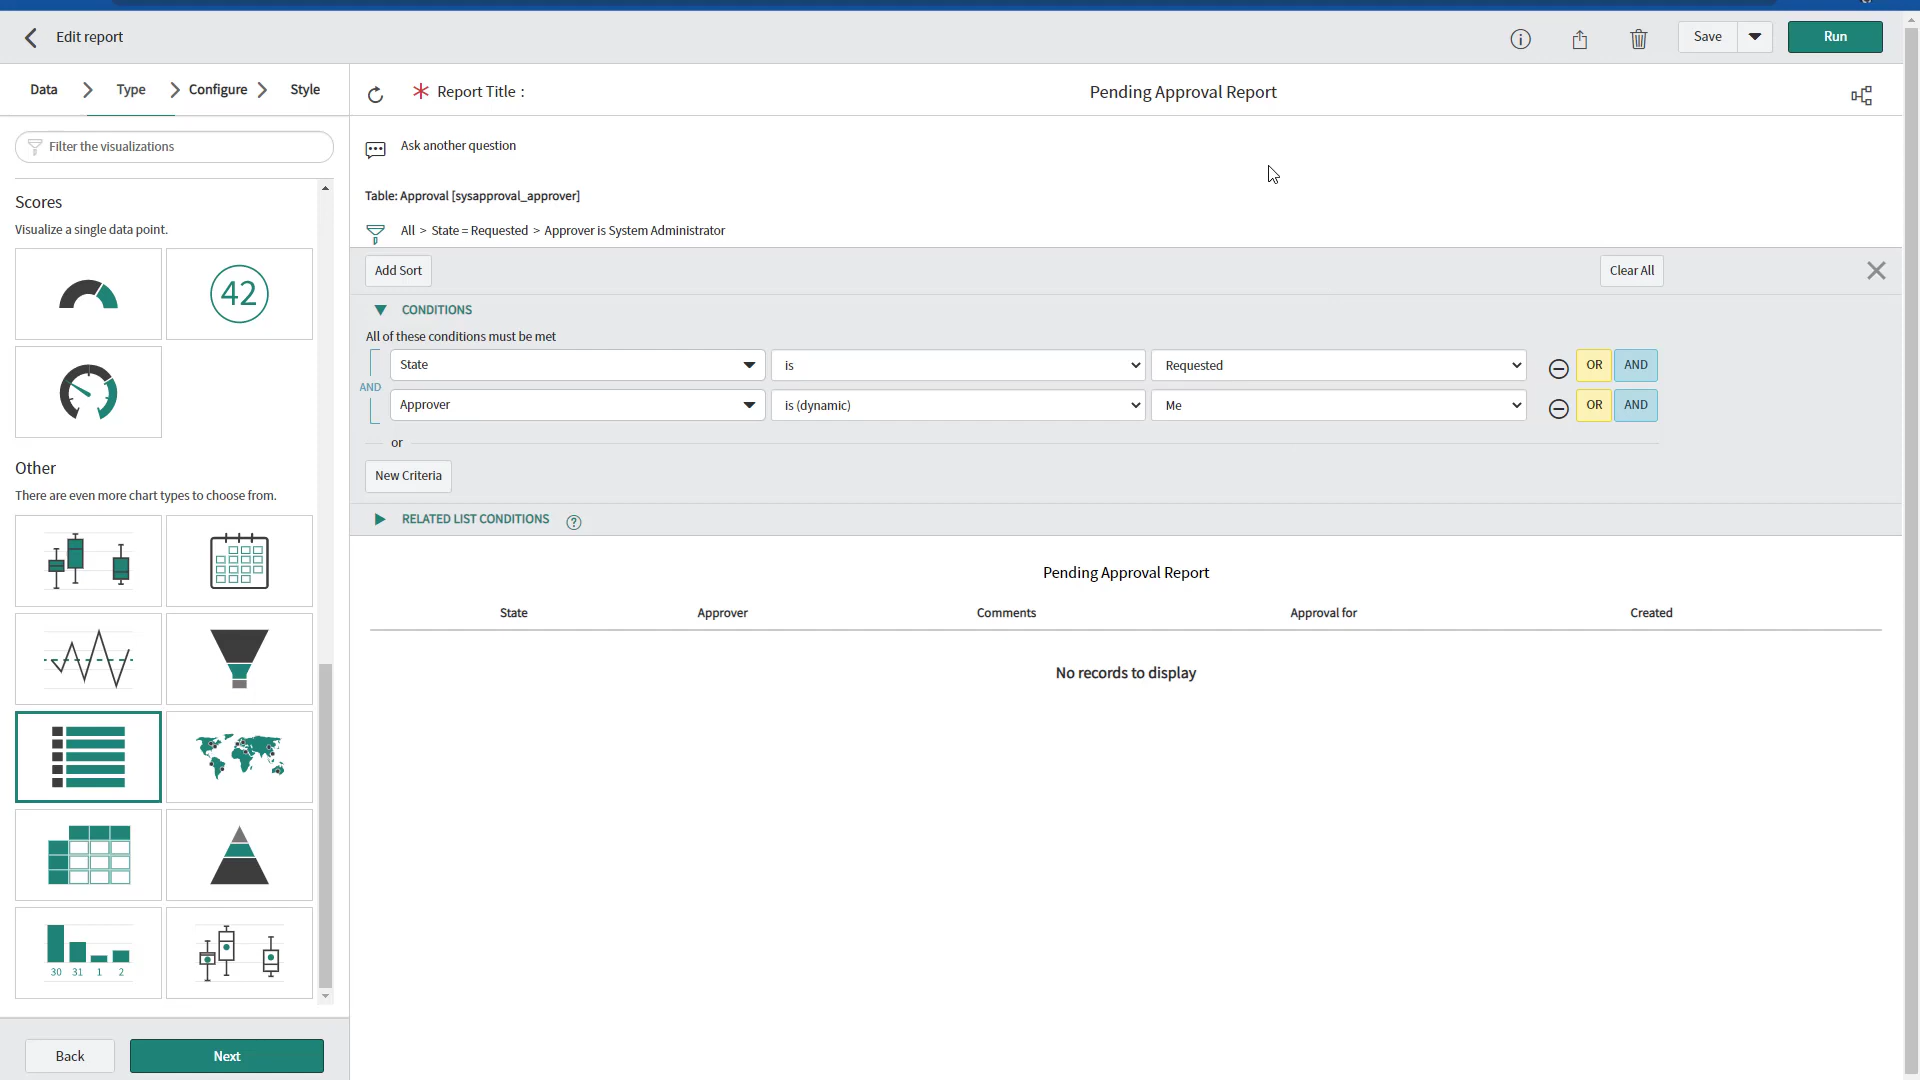 Edit report
Save
Run
Data
Type
Configure
Style
* Report Title :
Pending Approval Report
Filter the visualizations
Ask another question
Table: Approval [sysapproval_approver]
All > State = Requested > Approver is System Administrator
Scores
Visualize a single data point.
42
Add Sort
Clear All
CONDITIONS
All of these conditions must be met
State
is
Requested
OR
AND
AND
Approver
is (dynamic)
Me
OR
AND
or
New Criteria
RELATED LIST CONDITIONS
?
Other
There are even more chart types to choose from.
30 31 1 2
Pending Approval Report
State Approver Comments Approval for Created
No records to display
Back
Next